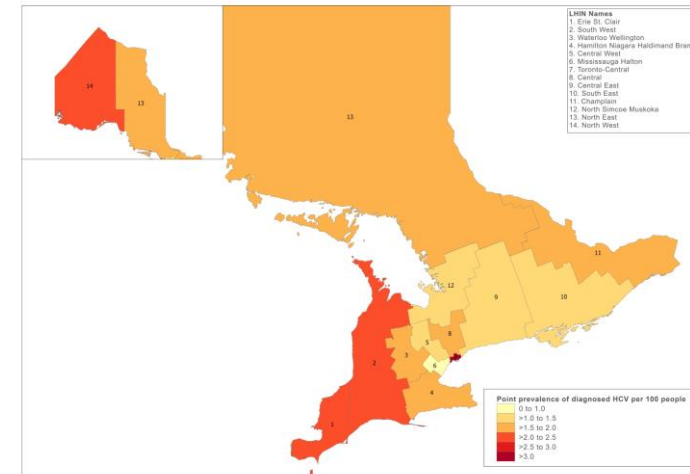 LHIN Names
1. Erie St. Clair
2. South West
3. Waterloo Wellington
4. Hamilton Niagara Haldimand Bran
5. Central West
6. Mississauga Halton
7. Toronto-Central
8. Central
9. Central East
10. South East
11. Champlain
12. North Simcoe Muskoka
13. North East
14. North West
14
13
13
11
12
9
10
8
5
3
6
2
4
1
Point prevalence of diagnosed HCV per 100 people
0 to 1.0
>1.0 to 1.5
>1.5 to 2.0
>2.0 to 2.5
>2.5 to 3.0
>3.0